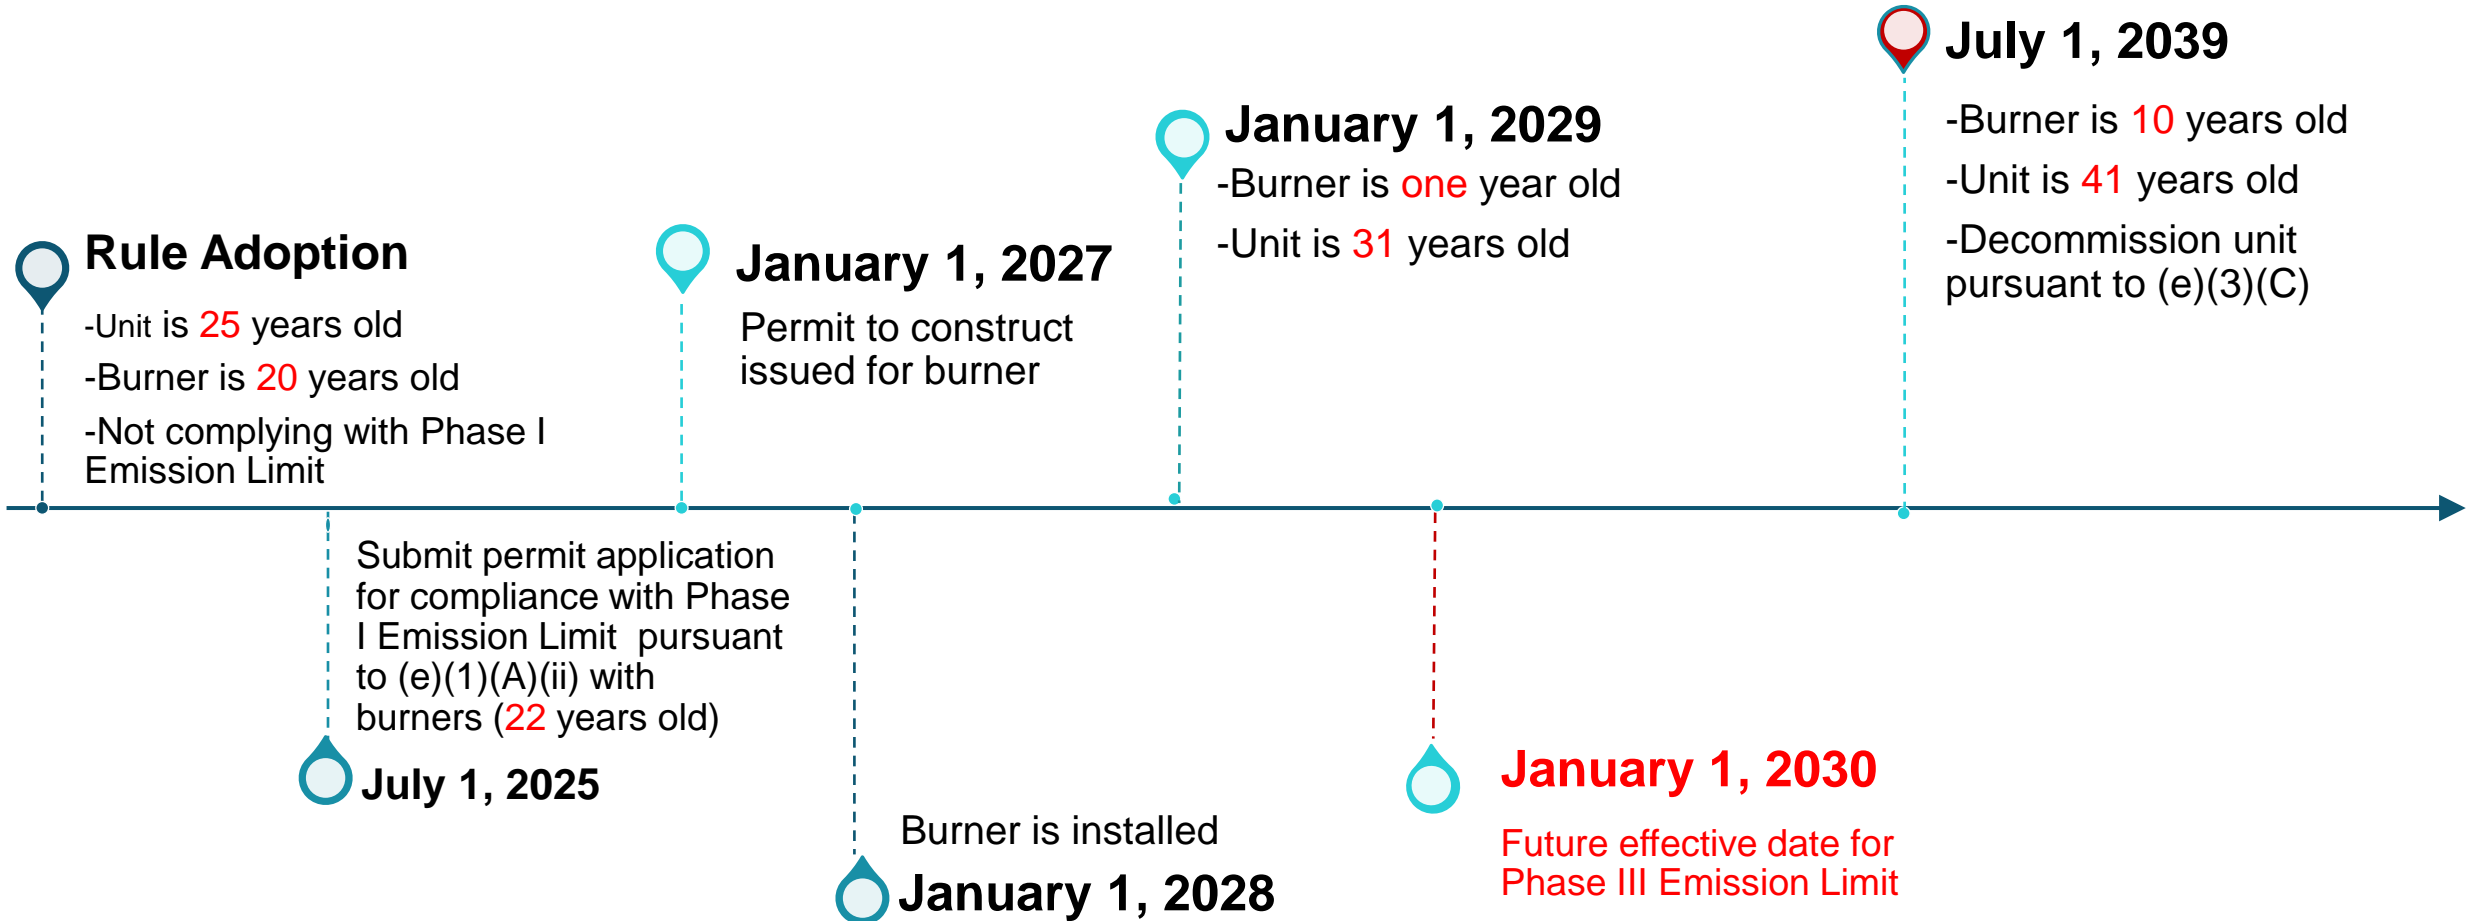 Rule Adoption
-Unit is 25 years old
-Burner is 20 years old
-Not complying with Phase I
Emission Limit
Submit permit application
for compliance with Phase
I Emission Limit  pursuant
to (e)(1)(A)(ii) with
burners (22 years old)
July 1, 2025
January 1, 2027
Permit to construct
issued for burner
Burner is installed
January 1, 2028
January 1, 2029
-Burner is one year old
-Unit is 31 years old
January 1, 2030
Future effective date for
Phase III Emission Limit
July 1, 2039
-Burner is 10 years old
-Unit is 41 years old
-Decommission unit
pursuant to (e)(3)(C)